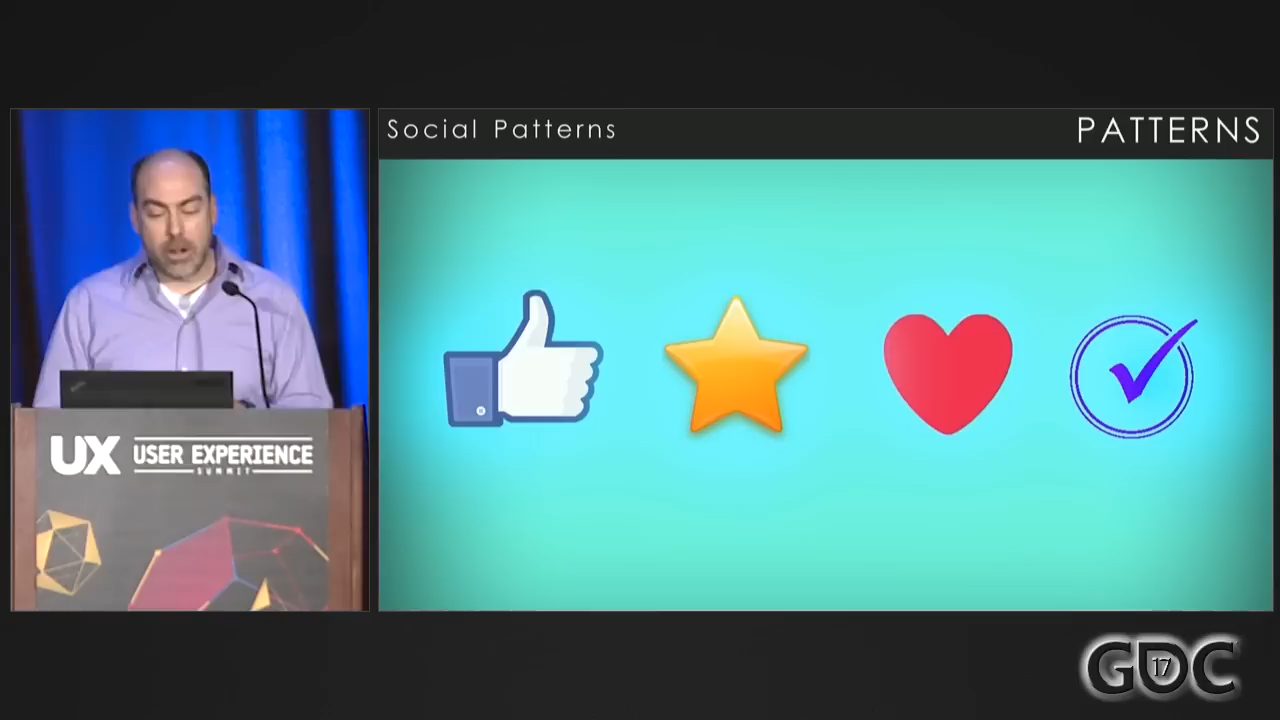 Social Patterns
PATTERNS
UX
USER EXPERIENCE
SUMMIT
GDC
17